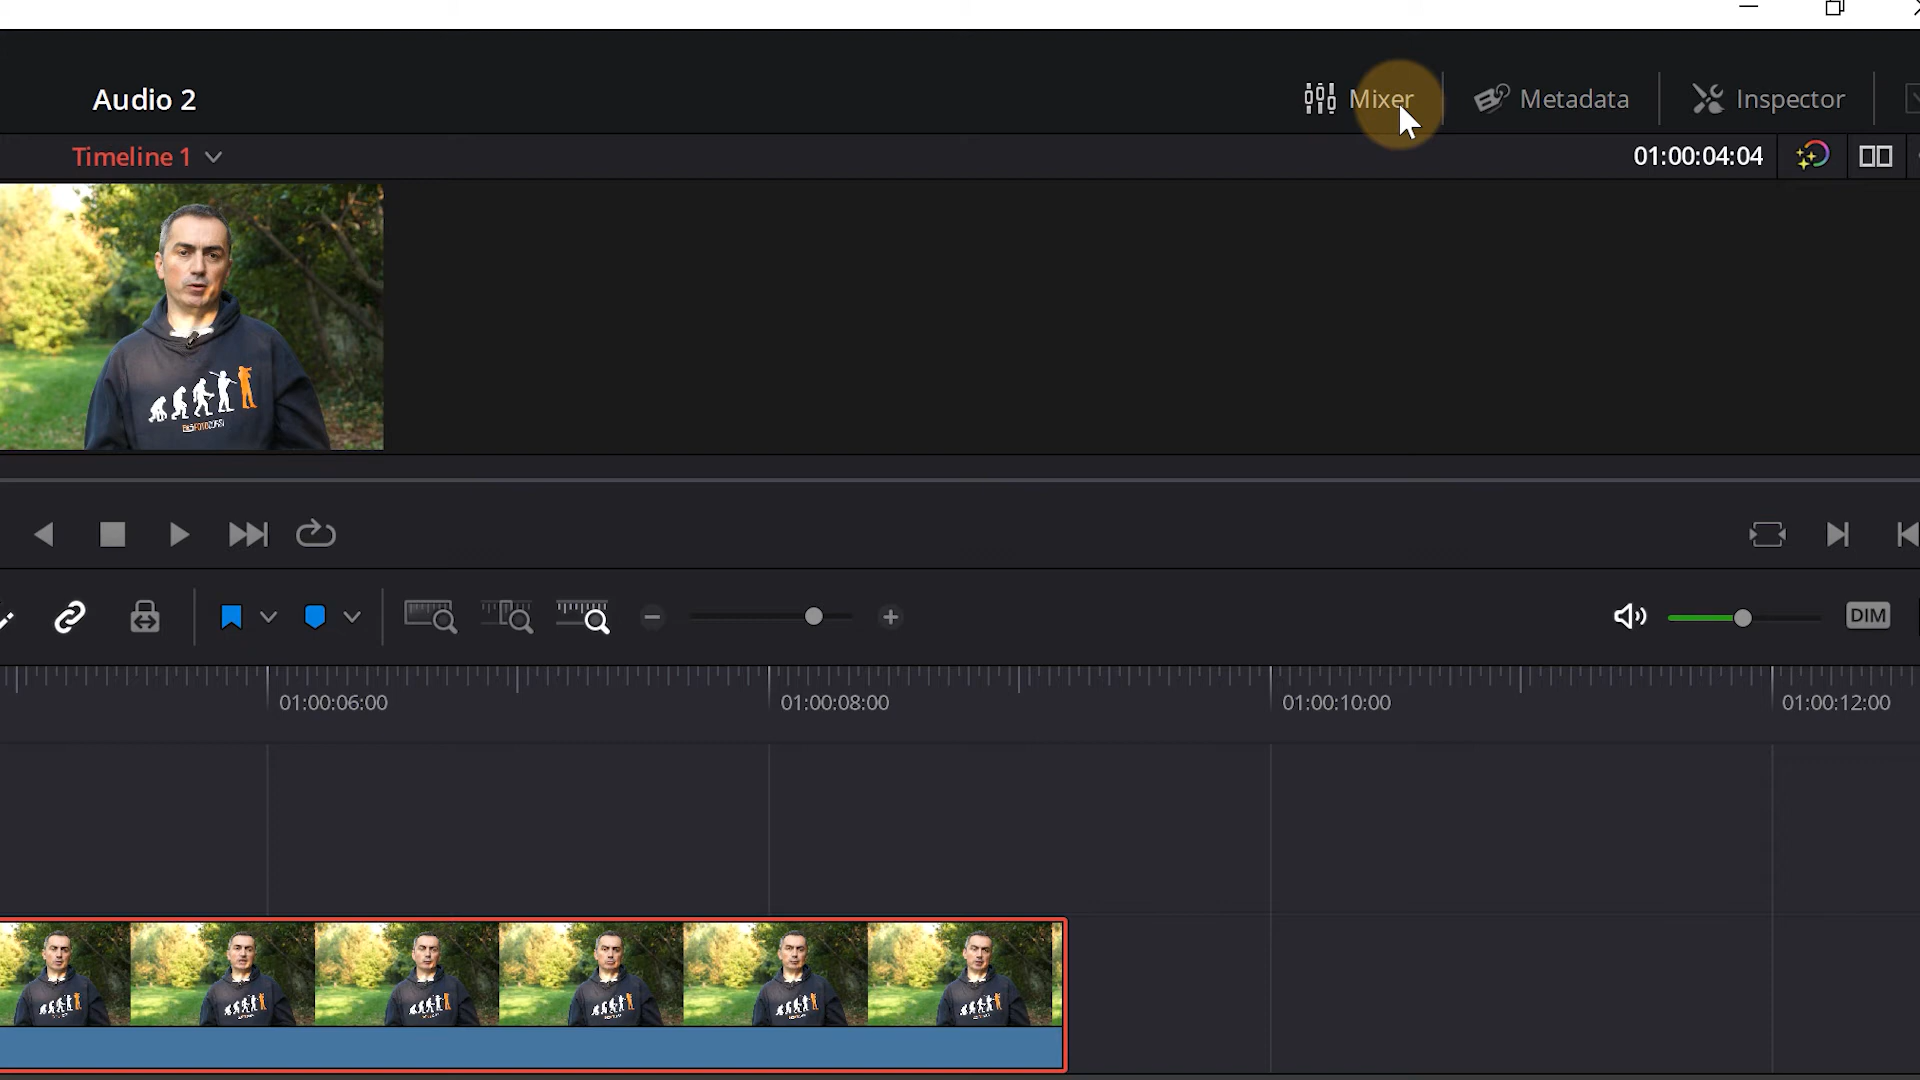 Audio 2
Mixer
Metadata
Inspector
Timeline 1
01:00:04:04
DIM
01:00:06:00
01:00:08:00
01:00:10:00
01:00:12:00